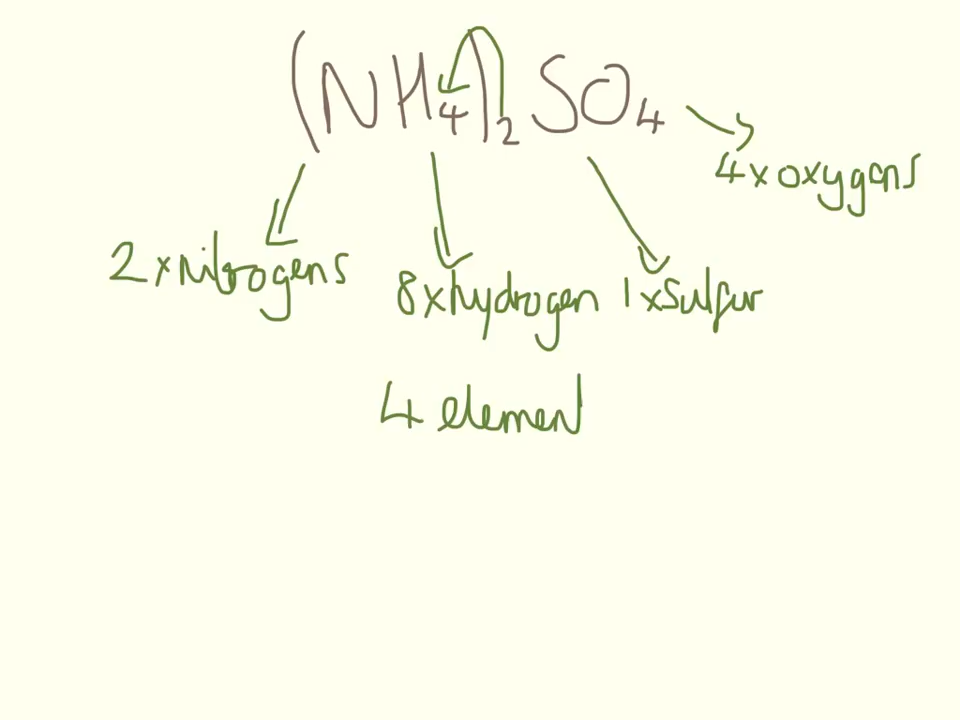 (NH4)2SO4
4xoxygens
2xnitrogens
8xhydrogen 1xsulfur
4 element